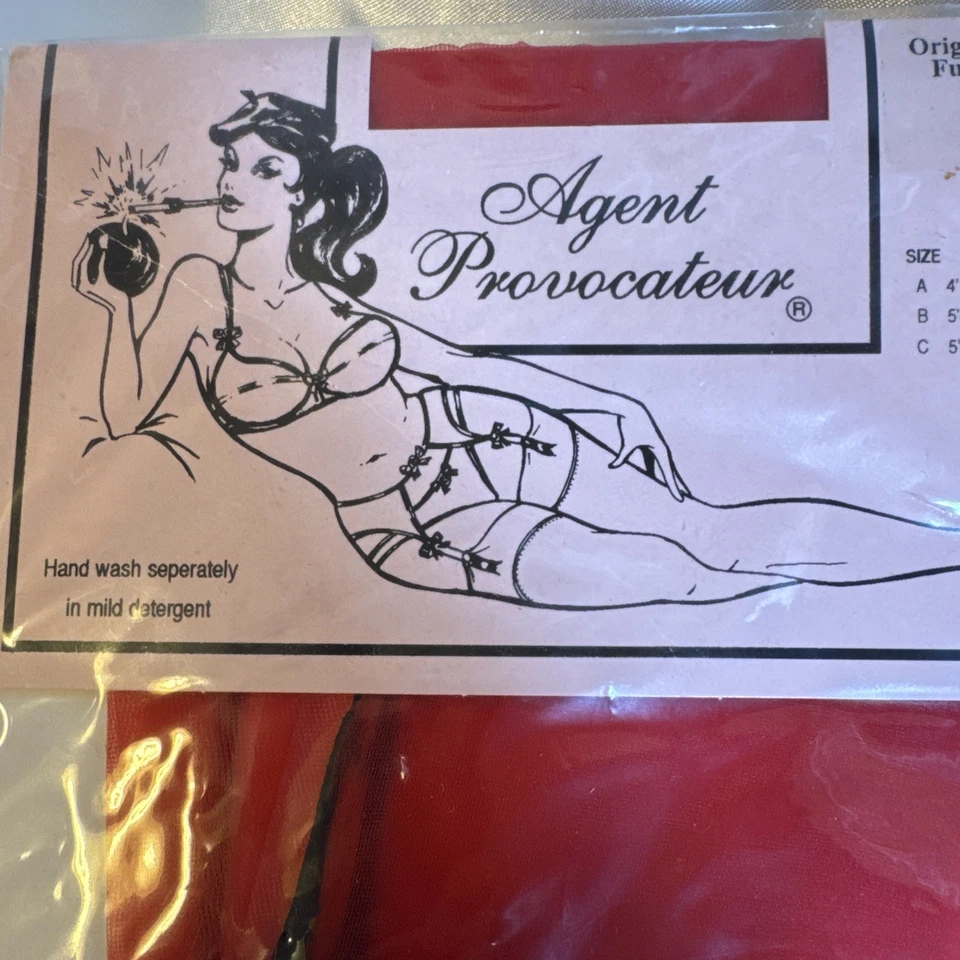 Orig
Fu
Agent
Provocateur®
SIZE
A 4'
B 5'
C 5'
Hand wash seperately
in mild detergent